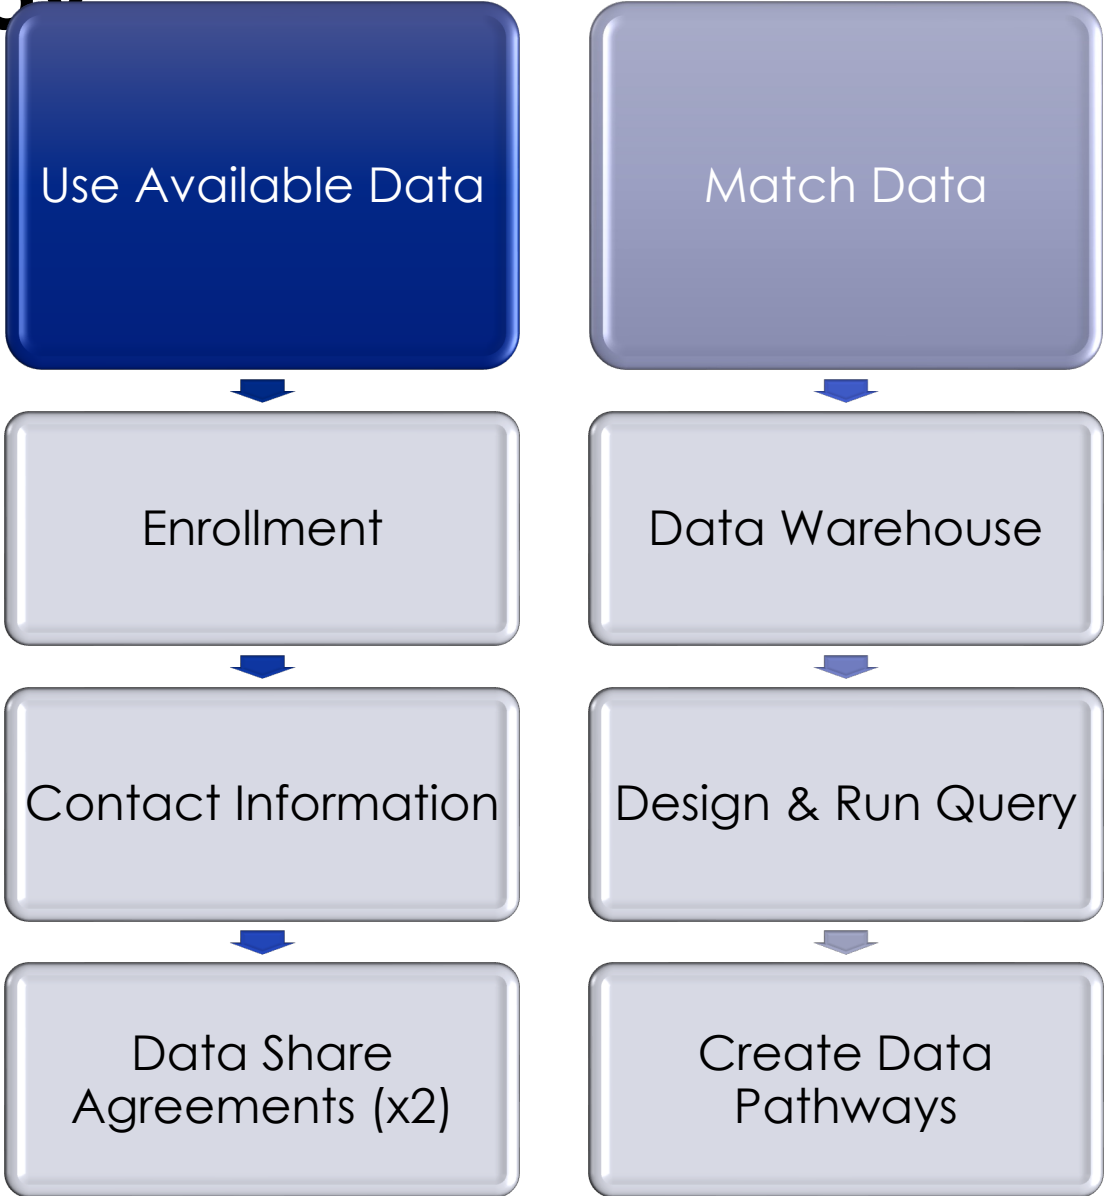 Use Available Data
Enrollment
Contact Information
Data Share
Agreements (x2)
Match Data
Data Warehouse
Design & Run Query
Create Data
Pathways